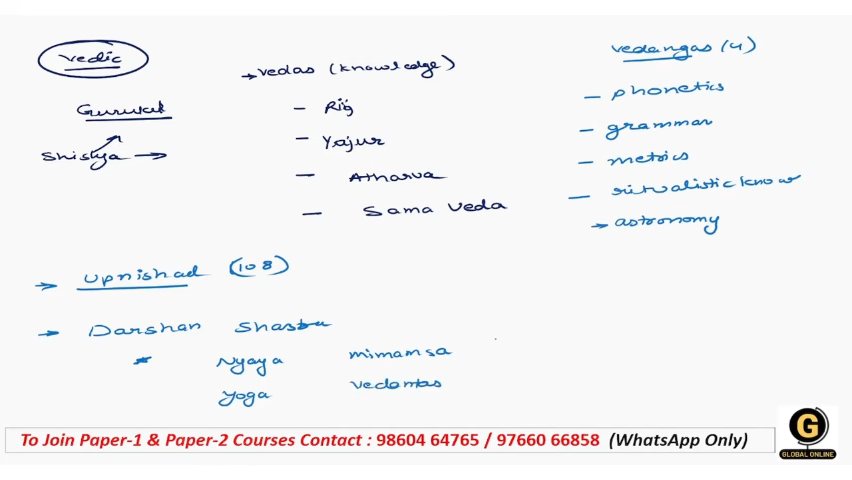 vedic
Gurukul
Shishya →
→ vedas (knowledge)
- Rig
- Yajur
- Atharva
- Sama Veda
vedangas (4)
- phonetics
- grammar
- metrics
- ritualistic know
→ astronomy
→ Upnishad (108)
→ Darshan Shastra
* Nyaya mimamsa
yoga vedantas
To Join Paper-1 & Paper-2 Courses Contact : 98604 64765 / 97660 66858 (WhatsApp Only)
G
GLOBAL ONLINE